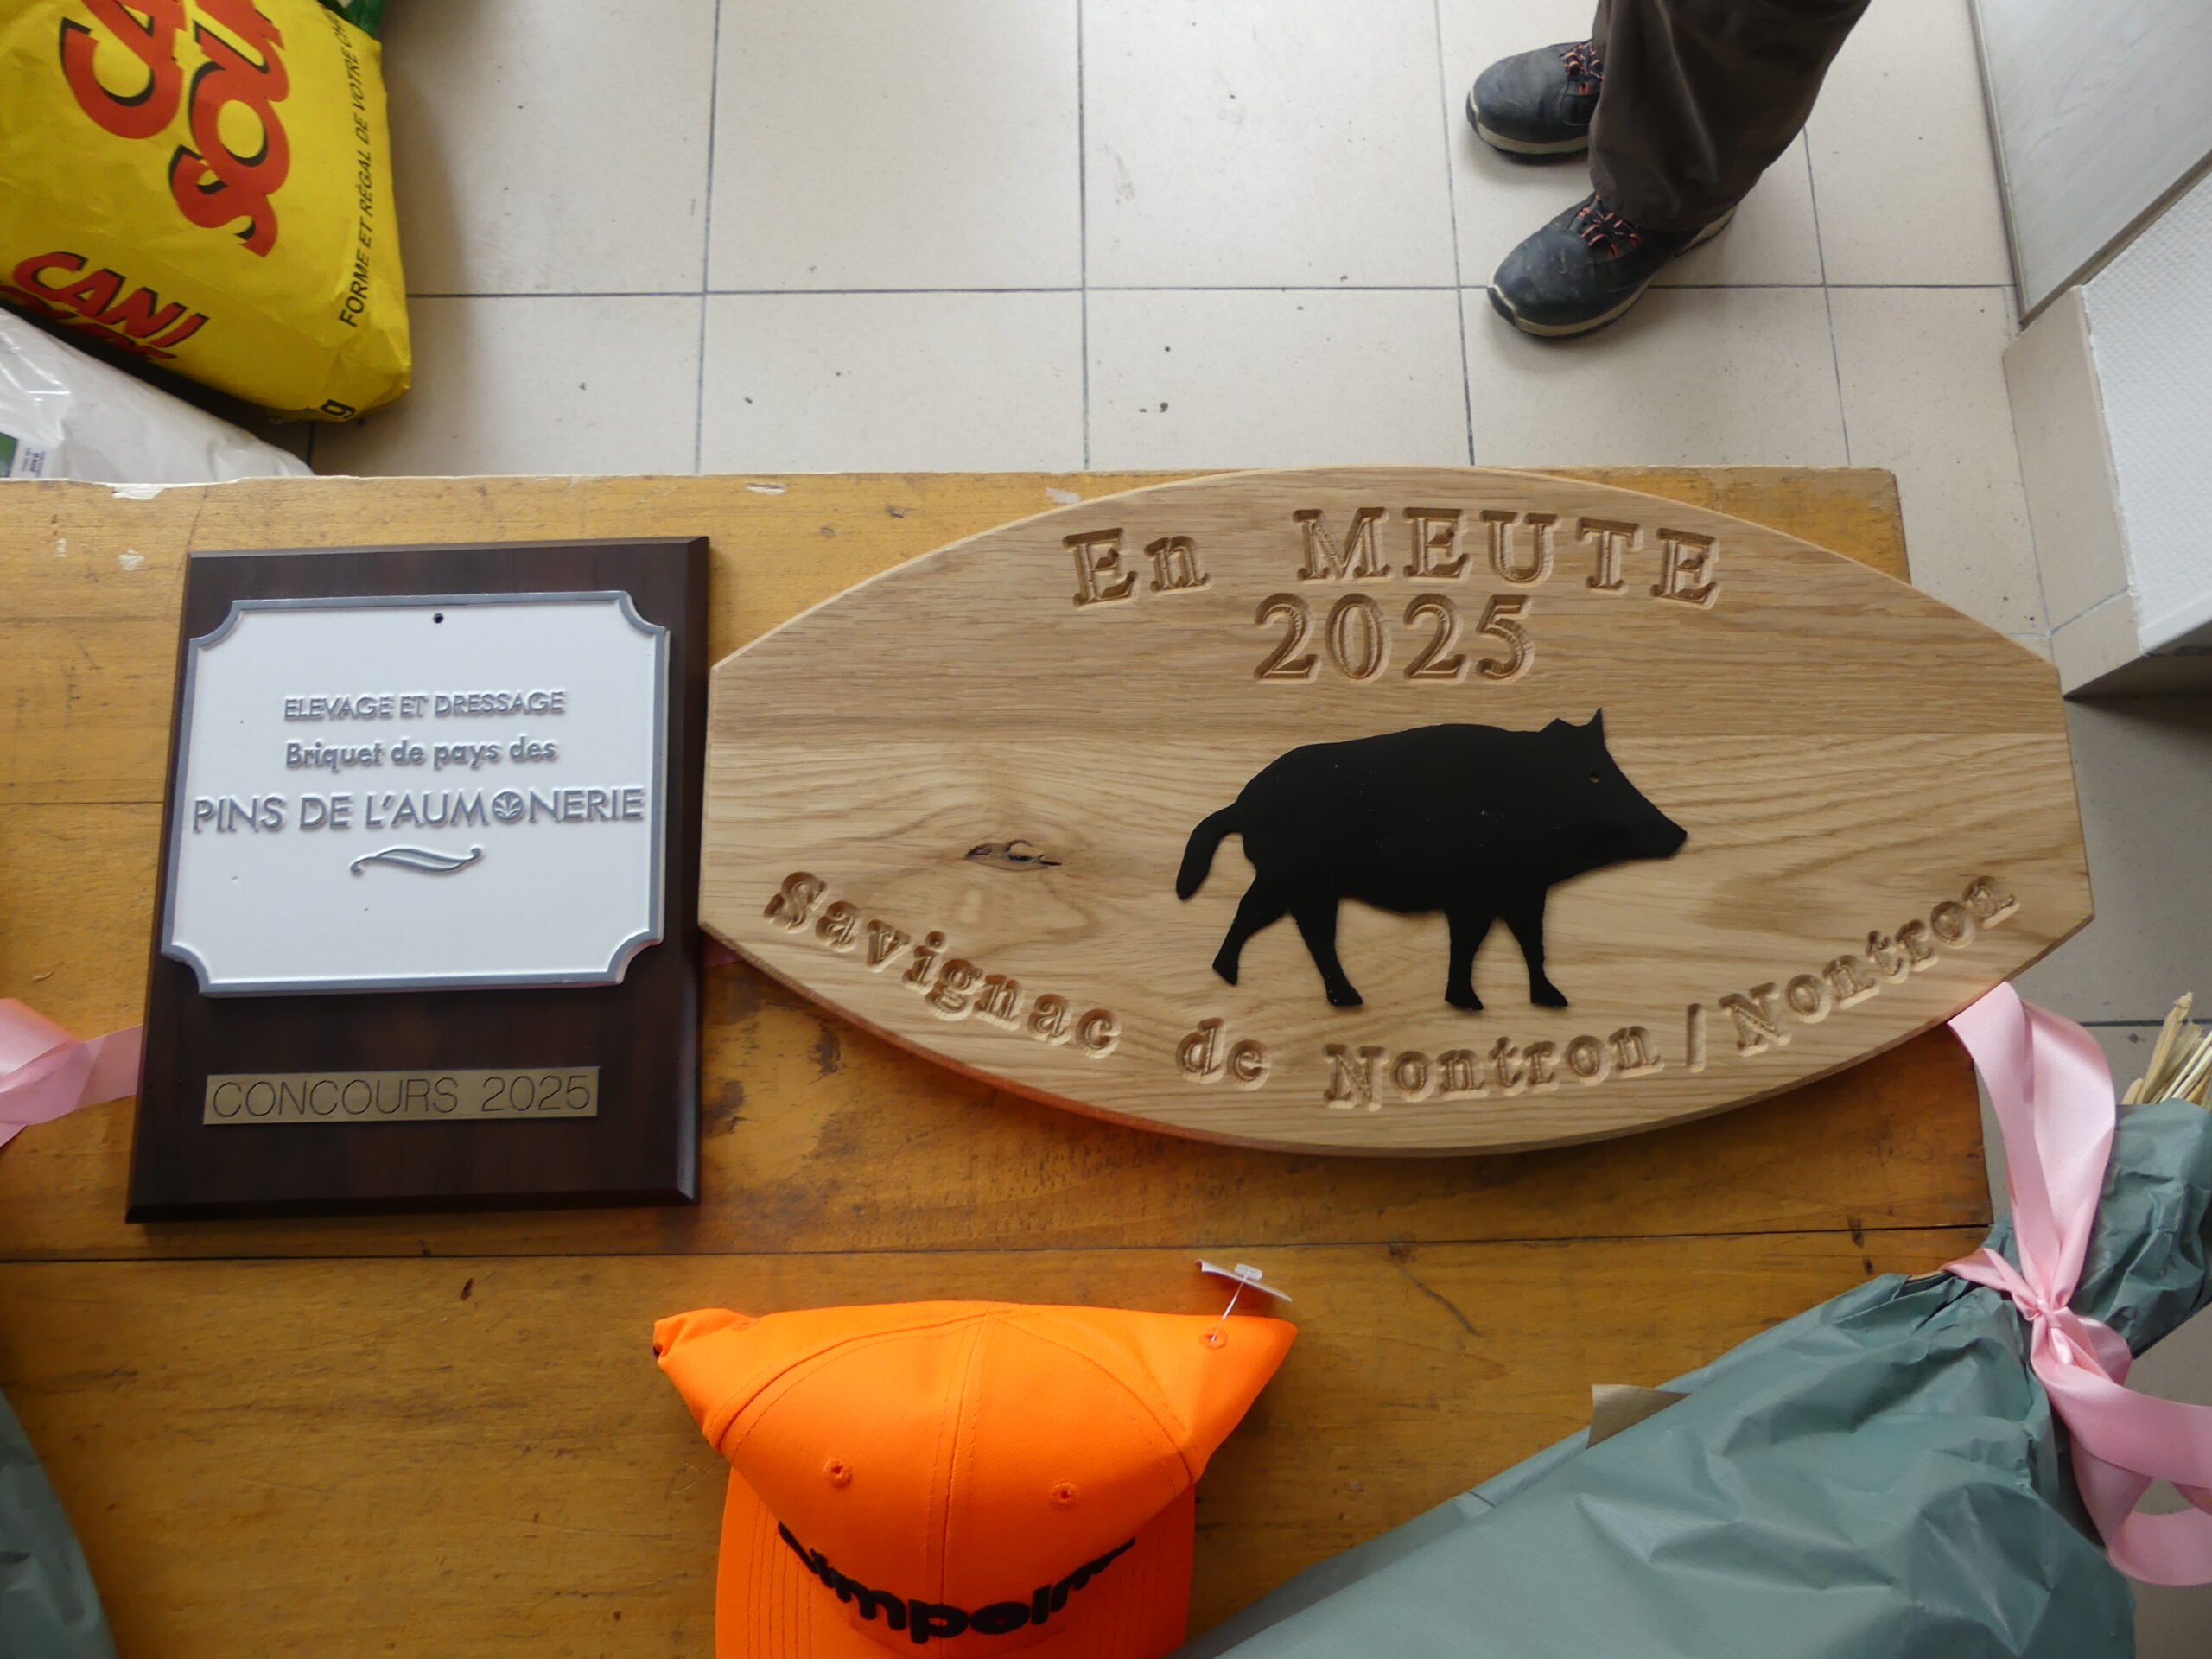 FORME ET RÉGAL DE VOTRE
CANI
En MEUTE
2025
Savignac de Nontron / Nontron
ELEVAGE ET DRESSAGE
Briquet de pays des
PINS DE L'AUMONERIE
CONCOURS 2025